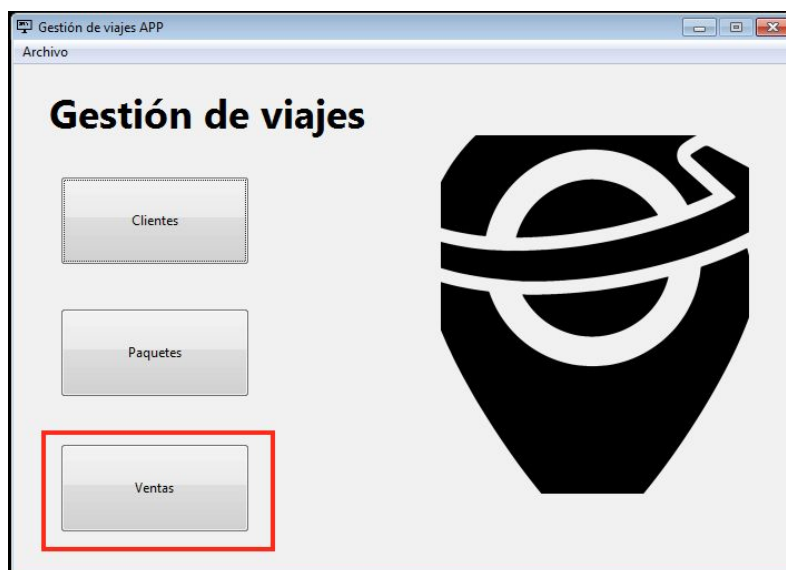 Gestión de viajes APP
Archivo
Gestión de viajes
Clientes
Paquetes
Ventas